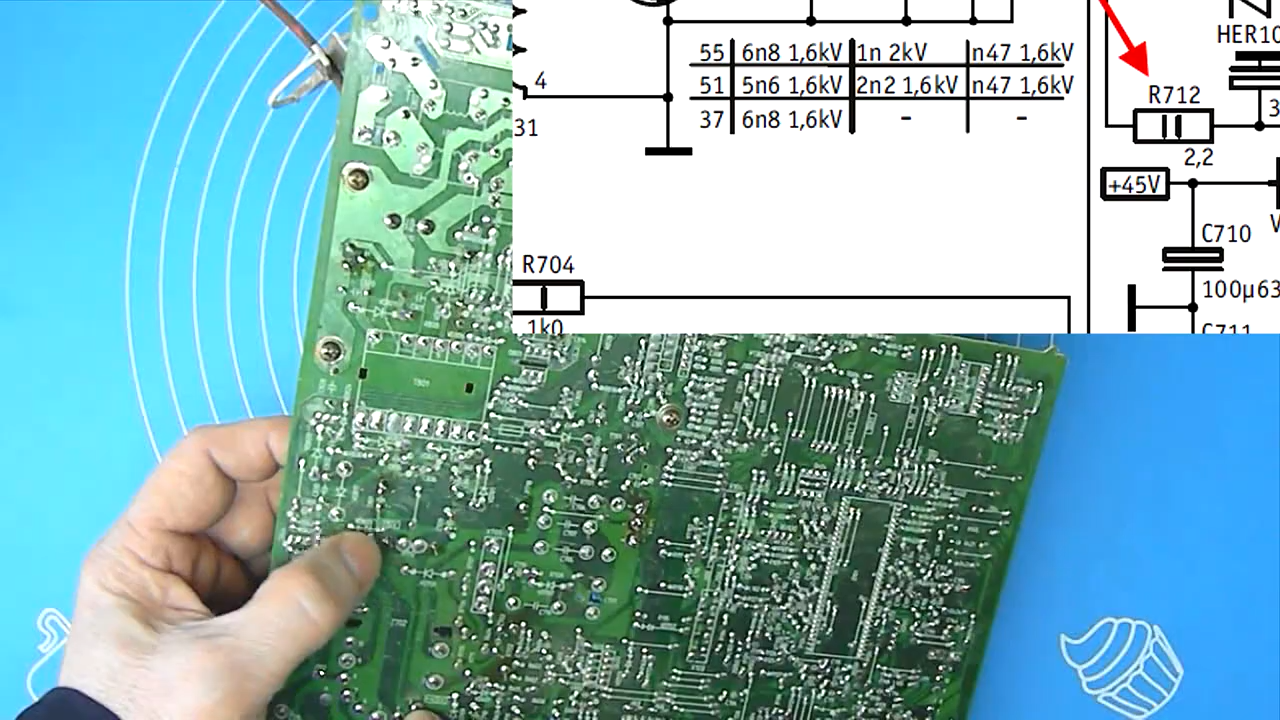 HER10
55 6n8 1,6kV 1n 2kV n47 1,6kV
4
51 5n6 1,6kV 2n2 1,6kV n47 1,6kV
R712
31
37 6n8 1,6kV - -
3
2,2
+45V
V
C710
R704
100µ63
1k0
C711